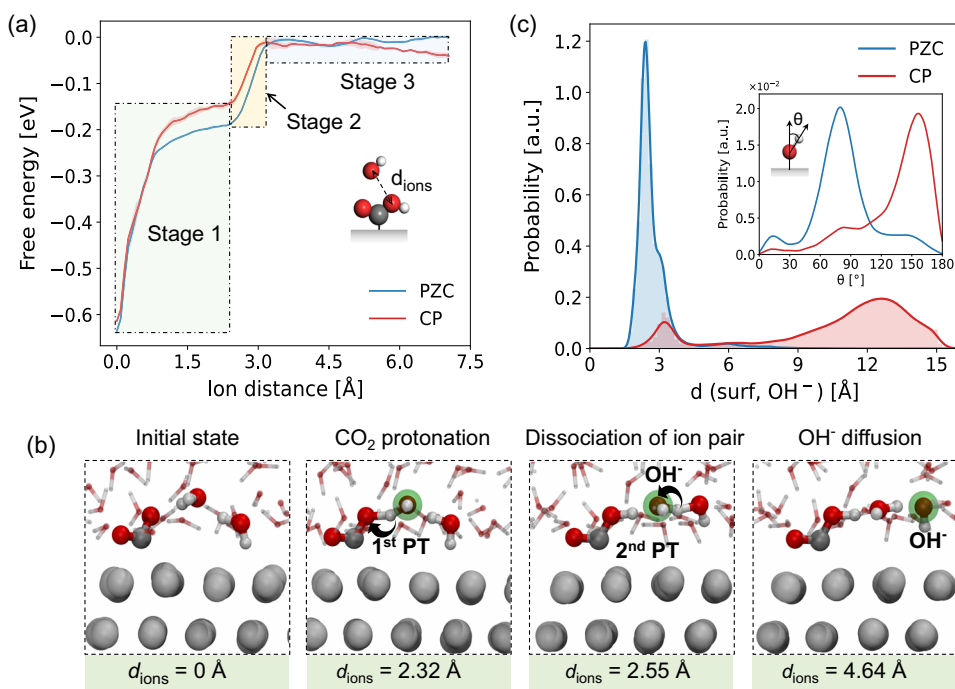 (a)
Free energy [eV]
0.0
−0.1
−0.2
−0.3
−0.4
−0.5
−0.6
Stage 1
Stage 2
Stage 3
d_ions
PZC
CP
0.0 1.5 3.0 4.5 6.0 7.5
Ion distance [Å]
(c)
Probability [a.u.]
1.2
1.0
0.8
0.6
0.4
0.2
0.0
PZC
CP
×10⁻²
Probability [a.u.]
2.0
1.5
1.0
0.5
0.0
θ
0 30 60 90 120 150 180
θ [°]
0 3 6 9 12 15
d (surf, OH⁻) [Å]
(b)
Initial state
CO₂ protonation
Dissociation of ion pair
OH⁻ diffusion
1st PT
OH⁻
2nd PT
OH⁻
d_ions = 0 Å
d_ions = 2.32 Å
d_ions = 2.55 Å
d_ions = 4.64 Å